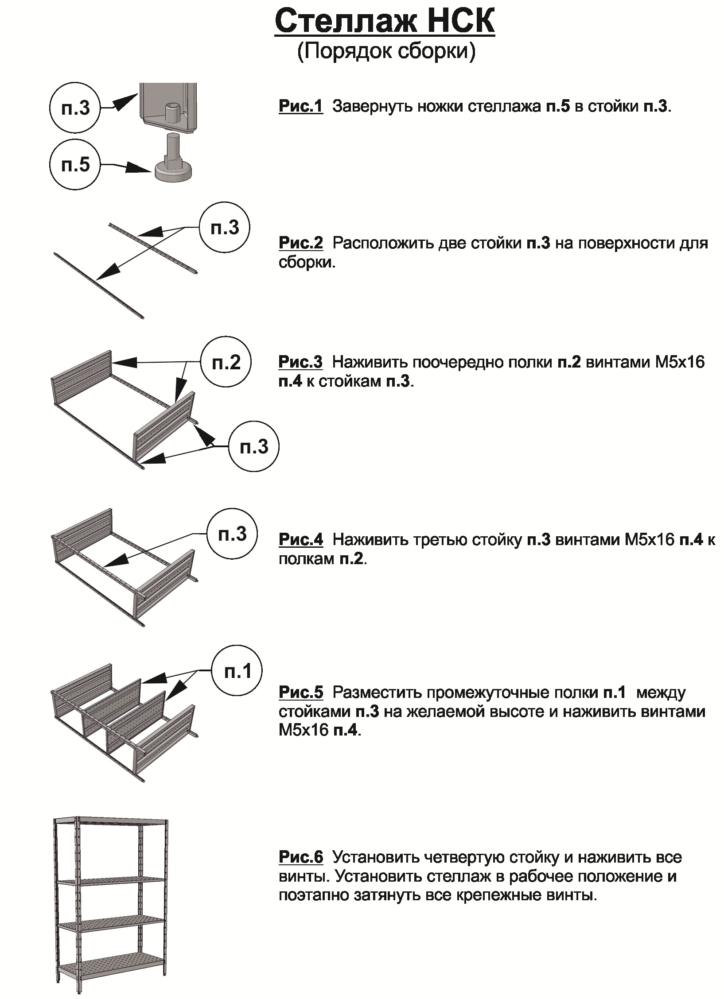 Стеллаж НСК
(Порядок сборки)
п.3
Рис.1 Завернуть ножки стеллажа п.5 в стойки п.3.
п.5
п.3
Рис.2 Расположить две стойки п.3 на поверхности для
сборки.
п.2
Рис.3 Наживить поочередно полки п.2 винтами М5х16
п.4 к стойкам п.3.
п.3
п.3
Рис.4 Наживить третью стойку п.3 винтами М5х16 п.4 к
полкам п.2.
п.1
Рис.5 Разместить промежуточные полки п.1 между
стойками п.3 на желаемой высоте и наживить винтами
М5х16 п.4.
Рис.6 Установить четвертую стойку и наживить все
винты. Установить стеллаж в рабочее положение и
поэтапно затянуть все крепежные винты.